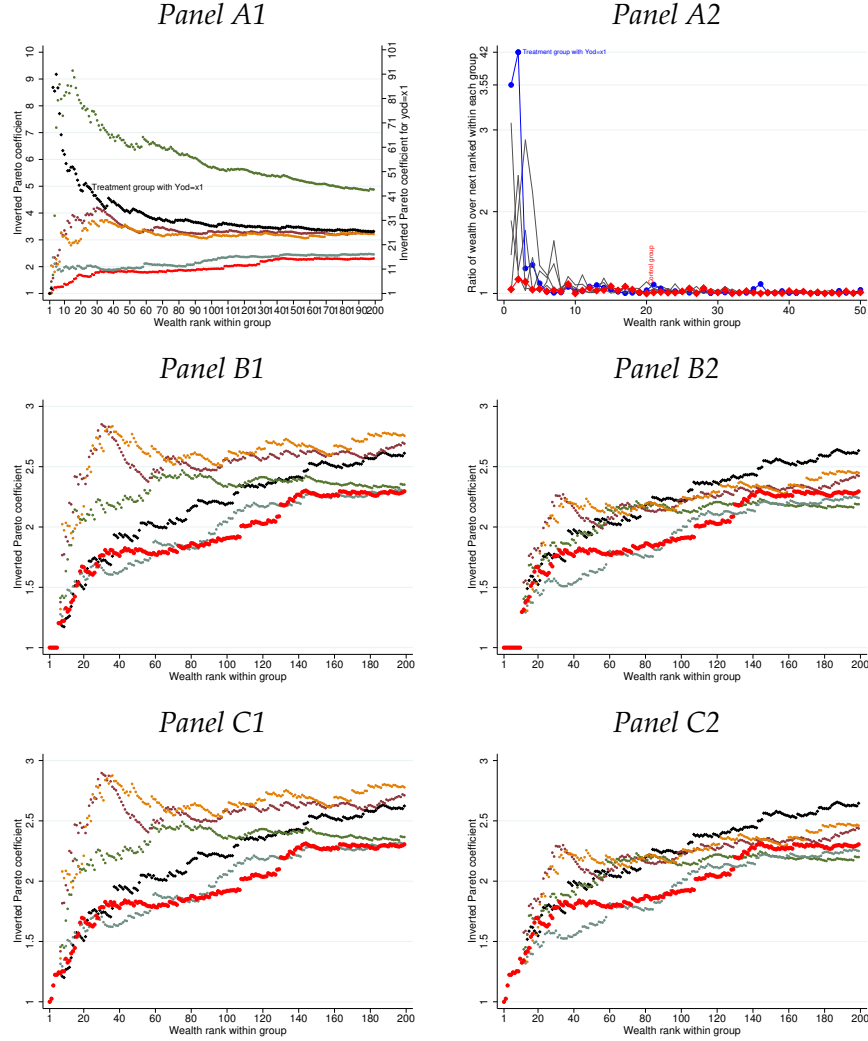 Panel A1
Inverted Pareto coefficient
1 2 3 4 5 6 7 8 9 10
Treatment group with Yod=x1
1 11 21 31 41 51 61 71 81 91 101
Inverted Pareto coefficient for yod=x1
1 10 20 30 40 50 60 70 80 90 100 110 120 130 140 150 160 170 180 190 200
Wealth rank within group
Panel A2
Ratio of wealth over next ranked within each group
1 2 3 3.55 42
Treatment group with Yod=x1
0 10 20 30 40 50
Wealth rank within group
Panel B1
Inverted Pareto coefficient
1 1.5 2 2.5 3
1 20 40 60 80 100 120 140 160 180 200
Wealth rank within group
Panel B2
Inverted Pareto coefficient
1 1.5 2 2.5 3
1 20 40 60 80 100 120 140 160 180 200
Wealth rank within group
Panel C1
Inverted Pareto coefficient
1 1.5 2 2.5 3
1 20 40 60 80 100 120 140 160 180 200
Wealth rank within group
Panel C2
Inverted Pareto coefficient
1 1.5 2 2.5 3
1 20 40 60 80 100 120 140 160 180 200
Wealth rank within group